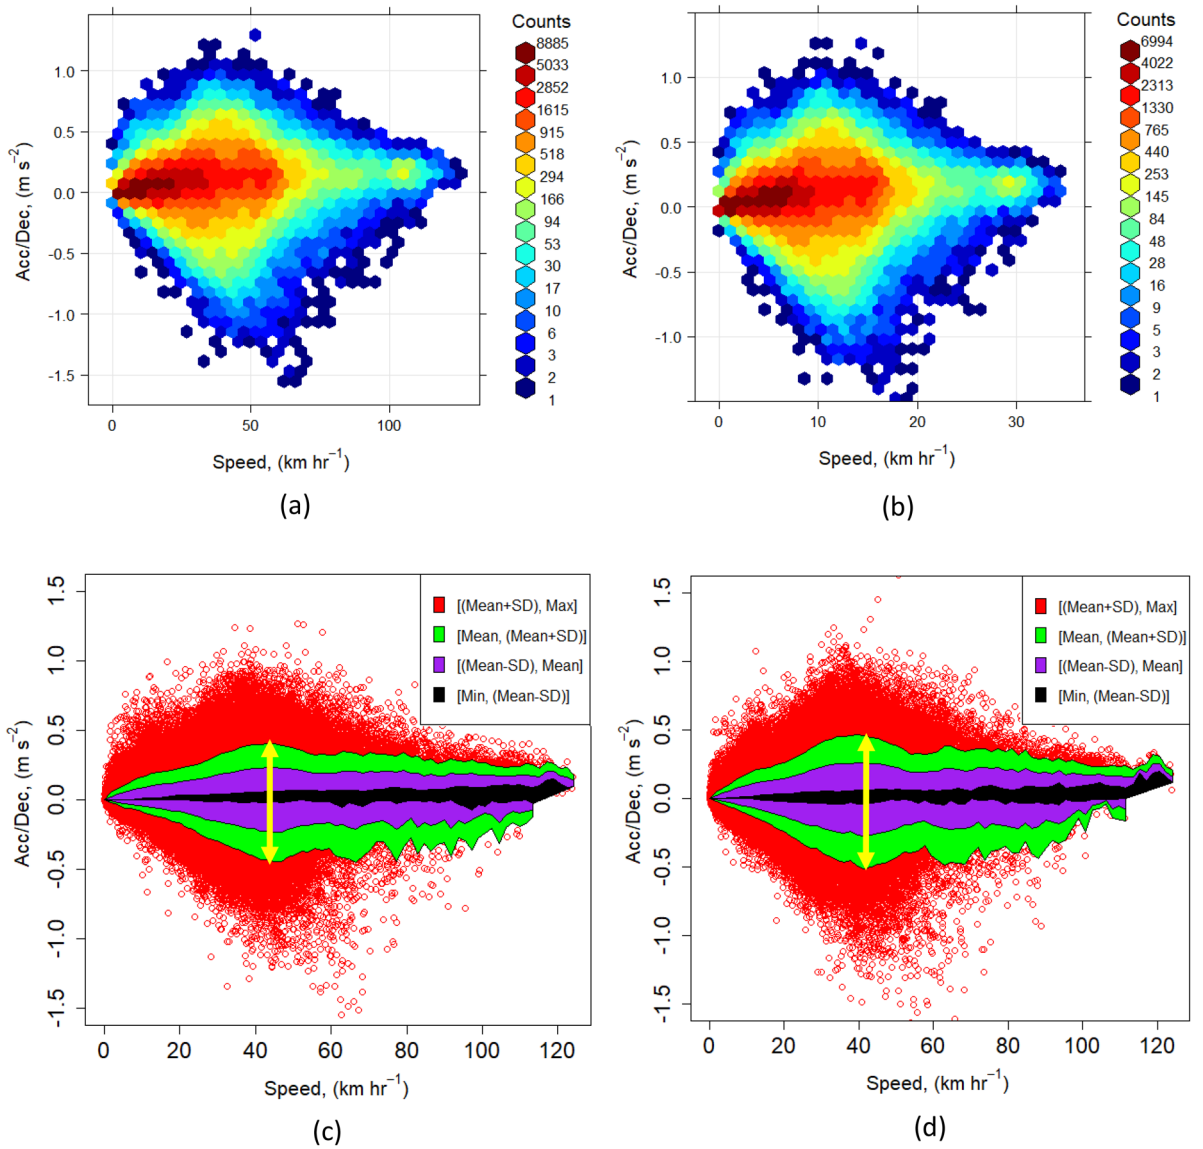 Counts
8885
5033
2852
1615
915
518
294
166
94
53
30
17
10
6
3
2
1
1.0
0.5
0.0
-0.5
-1.0
-1.5
Acc/Dec, (m s⁻²)
0 50 100
Speed, (km hr⁻¹)
(a)
Counts
6994
4022
2313
1330
765
440
253
145
84
48
28
16
9
5
3
2
1
1.0
0.5
0.0
-0.5
-1.0
Acc/Dec, (m s⁻²)
0 10 20 30
Speed, (km hr⁻¹)
(b)
[(Mean+SD), Max]
[Mean, (Mean+SD)]
[(Mean-SD), Mean]
[Min, (Mean-SD)]
1.5
1.0
0.5
0.0
-0.5
-1.0
-1.5
Acc/Dec, (m s⁻²)
0 20 40 60 80 100 120
Speed, (km hr⁻¹)
(c)
[(Mean+SD), Max]
[Mean, (Mean+SD)]
[(Mean-SD), Mean]
[Min, (Mean-SD)]
1.5
1.0
0.5
0.0
-0.5
-1.0
-1.5
Acc/Dec, (m s⁻²)
0 20 40 60 80 100 120
Speed, (km hr⁻¹)
(d)